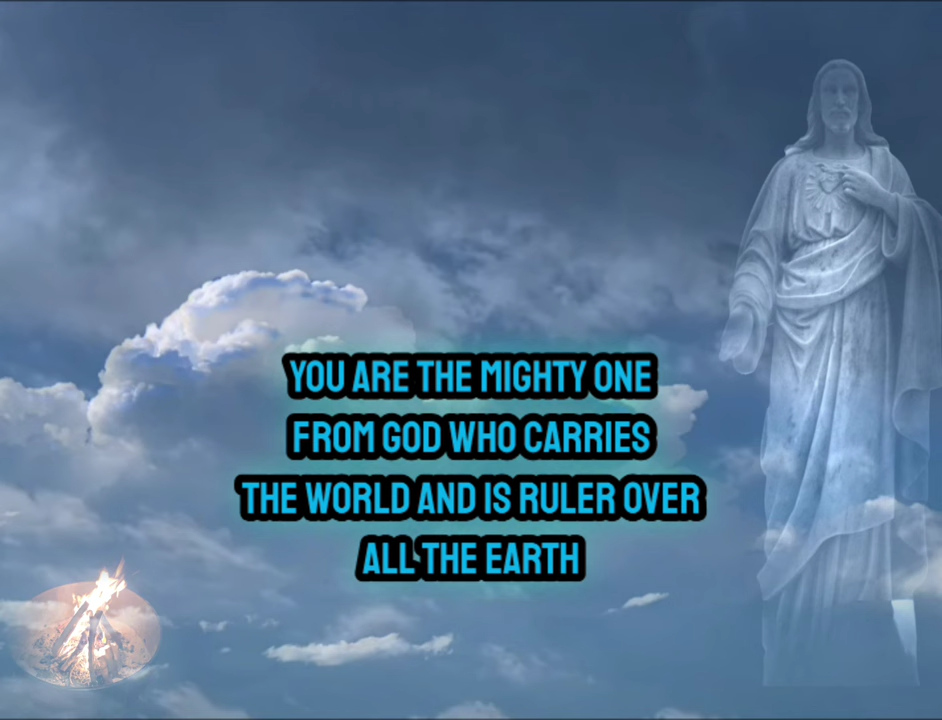 YOU ARE THE MIGHTY ONE
FROM GOD WHO CARRIES
THE WORLD AND IS RULER OVER
ALL THE EARTH